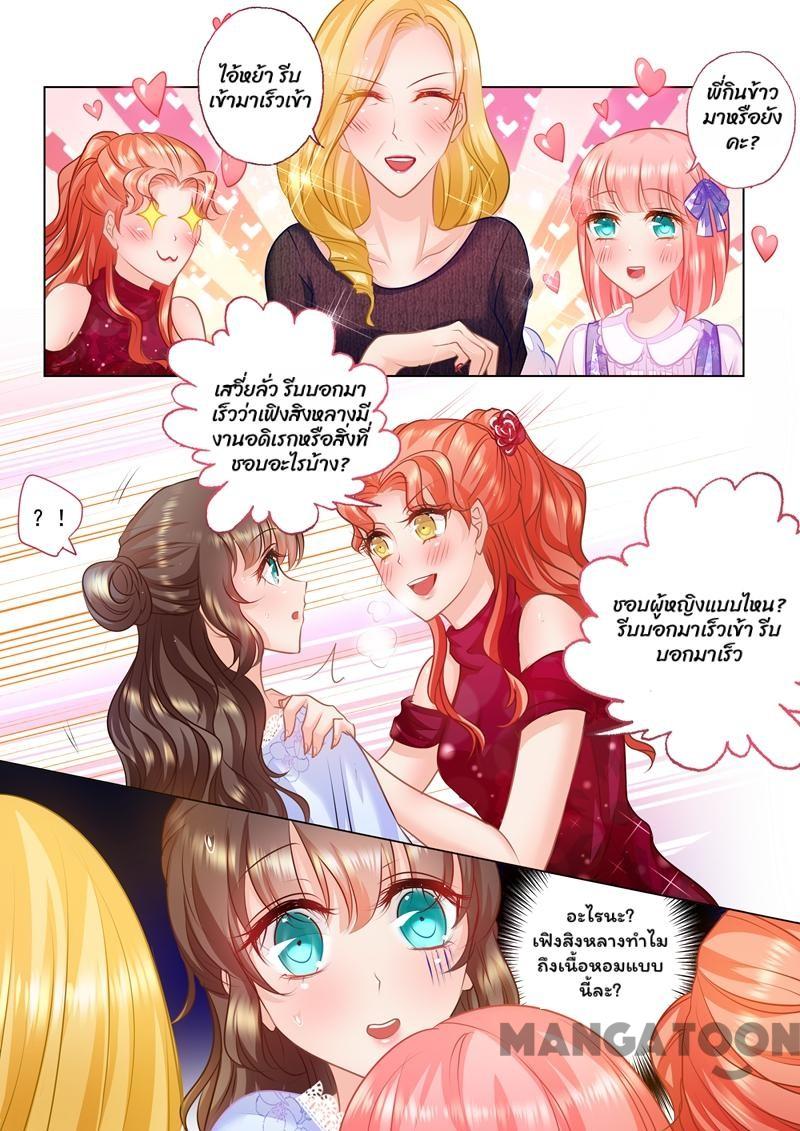 ไอ้หย้า รีบ
เข้ามาเร็วเข้า
พี่กินข้าว
มาหรือยัง
คะ?
เสวี่ยลั่ว รีบบอกมา
เร็วว่าเฟิงสิงหลางมี
งานอดิเรกหรือสิ่งที่
ชอบอะไรบ้าง?
? !
ชอบผู้หญิงแบบไหน?
รีบบอกมาเร็วเข้า รีบ
บอกมาเร็ว
อะไรนะ?
เฟิงสิงหลางทำไม
ถึงเนื้อหอมแบบ
นี้ละ?
MANGATOON